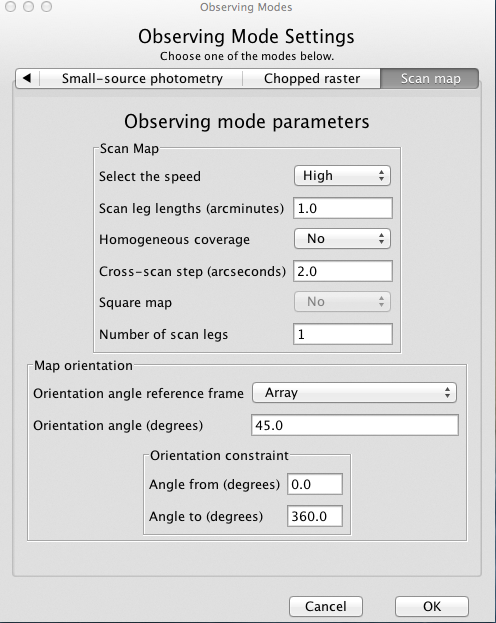 Observing Modes
Observing Mode Settings
Choose one of the modes below.
Small-source photometry Chopped raster Scan map
Observing mode parameters
Scan Map
Select the speed High
Scan leg lengths (arcminutes) 1.0
Homogeneous coverage No
Cross-scan step (arcseconds) 2.0
Square map No
Number of scan legs 1
Map orientation
Orientation angle reference frame Array
Orientation angle (degrees) 45.0
Orientation constraint
Angle from (degrees) 0.0
Angle to (degrees) 360.0
Cancel OK